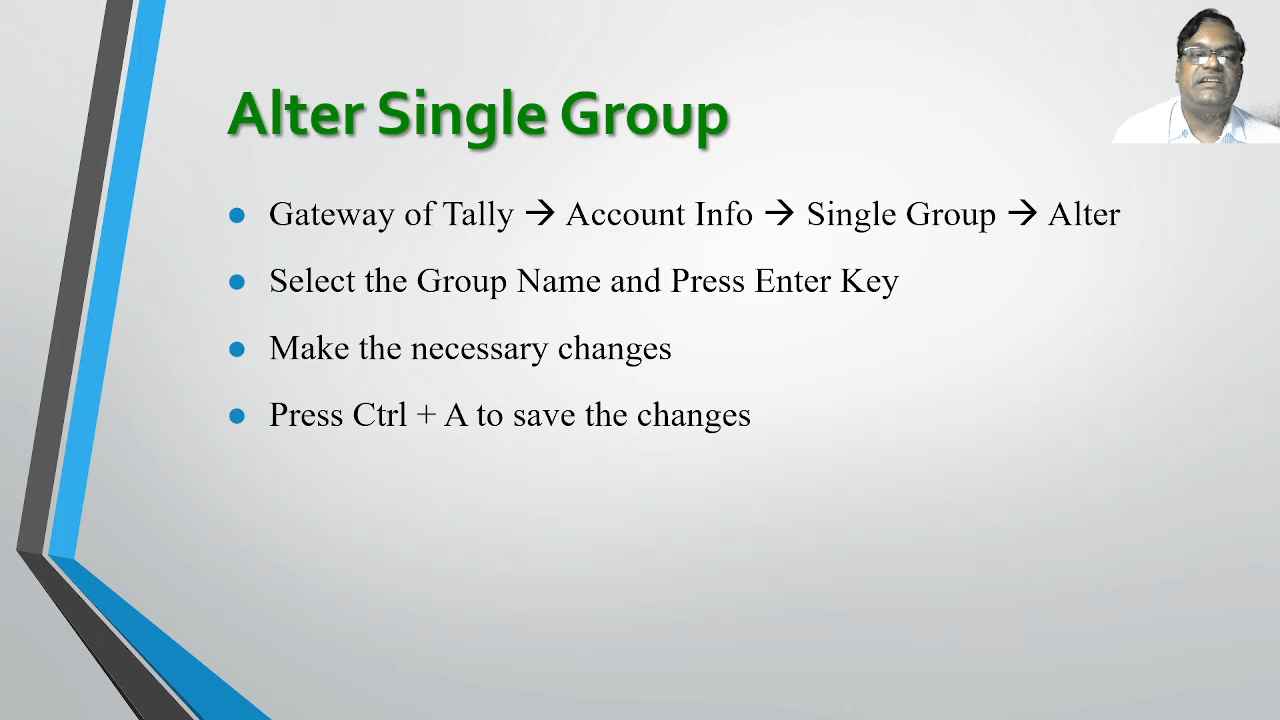 Alter Single Group
● Gateway of Tally → Account Info → Single Group → Alter
● Select the Group Name and Press Enter Key
● Make the necessary changes
● Press Ctrl + A to save the changes